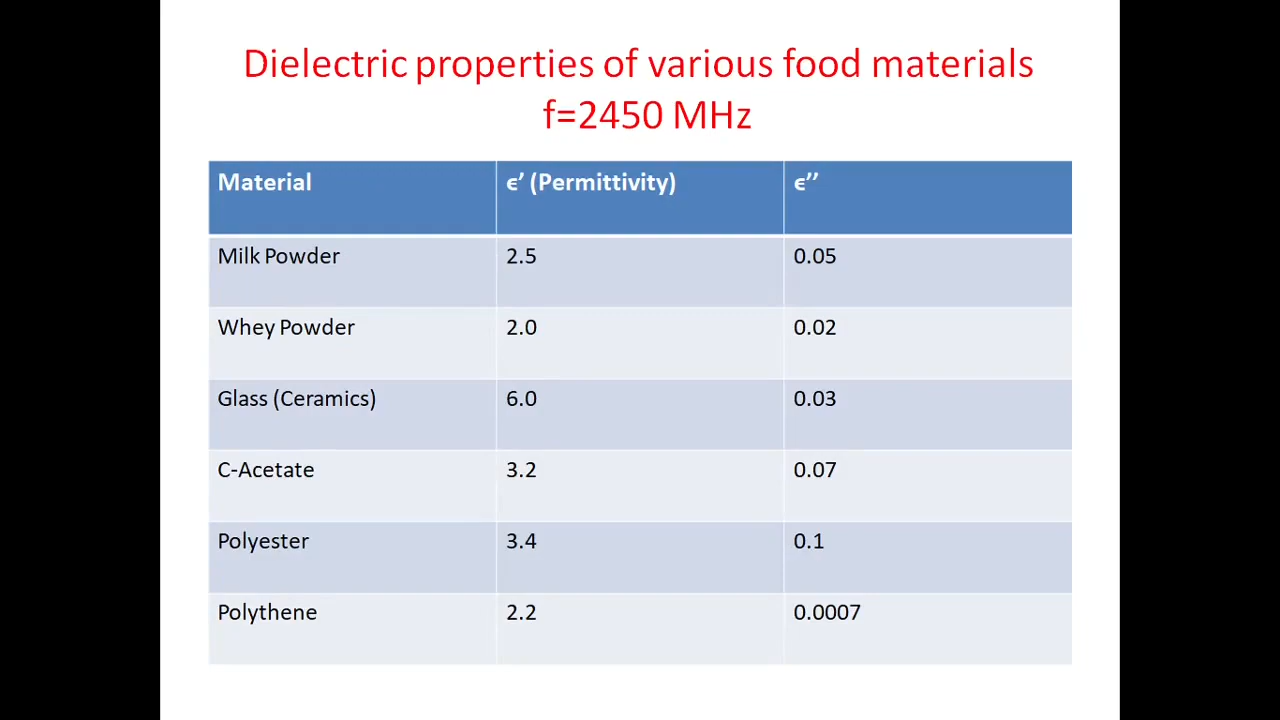 Dielectric properties of various food materials
f=2450 MHz
Material ϵ’ (Permittivity) ϵ’’
Milk Powder 2.5 0.05
Whey Powder 2.0 0.02
Glass (Ceramics) 6.0 0.03
C-Acetate 3.2 0.07
Polyester 3.4 0.1
Polythene 2.2 0.0007